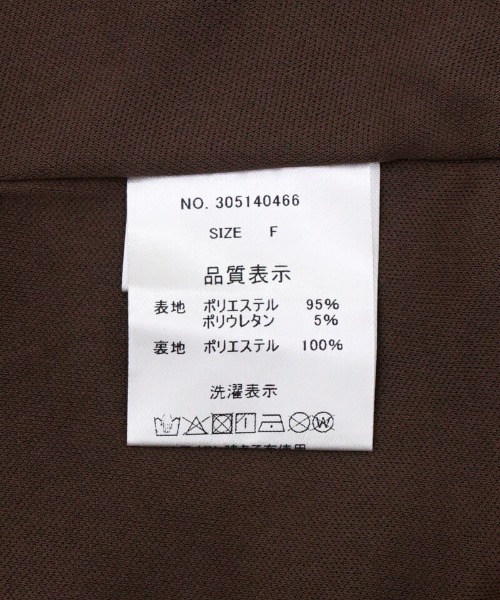 NO. 305140466
SIZE F
品質表示
表地 ポリエステル 95%
ポリウレタン 5%
裏地 ポリエステル 100%
洗濯表示